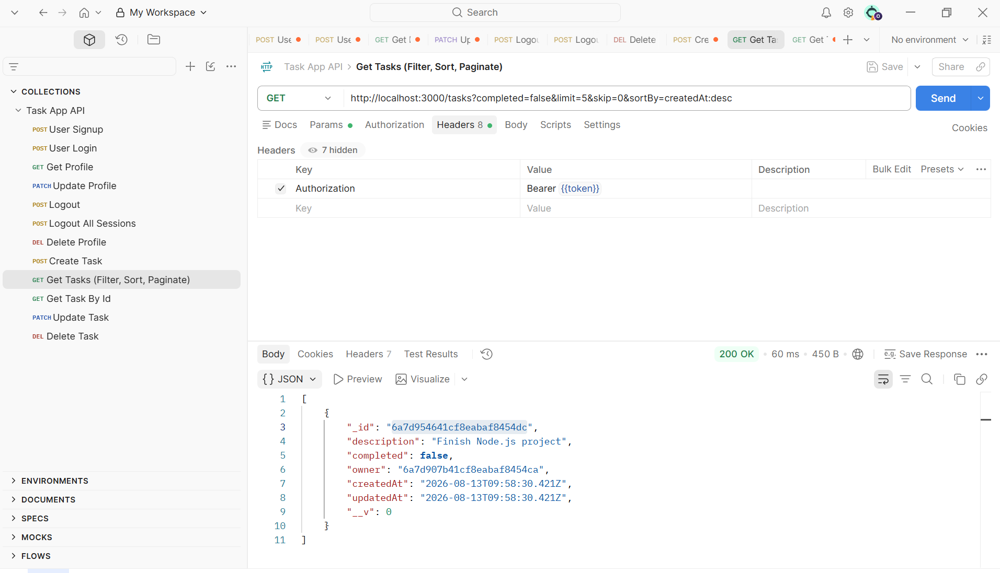 My Workspace
Search
POST Use
POST Use
GET Get
PATCH Up
POST Logou
POST Logou
DEL Delete
POST Cre
GET Get Ta
GET Get
No environment
HTTP
Task App API > Get Tasks (Filter, Sort, Paginate)
Save
Share
GET
http://localhost:3000/tasks?completed=false&limit=5&skip=0&sortBy=createdAt:desc
Send
Docs
Params
Authorization
Headers 8
Body
Scripts
Settings
Cookies
Headers
7 hidden
Key
Value
Description
Bulk Edit
Presets
Authorization
Bearer {{token}}
Key
Value
Description
COLLECTIONS
Task App API
POST User Signup
POST User Login
GET Get Profile
PATCH Update Profile
POST Logout
POST Logout All Sessions
DEL Delete Profile
POST Create Task
GET Get Tasks (Filter, Sort, Paginate)
GET Get Task By Id
PATCH Update Task
DEL Delete Task
ENVIRONMENTS
DOCUMENTS
SPECS
MOCKS
FLOWS
Body
Cookies
Headers 7
Test Results
200 OK
60 ms
450 B
e.g. Save Response
{} JSON
Preview
Visualize
1 [
2 {
3 "_id": "6a7d954641cf8eabaf8454dc",
4 "description": "Finish Node.js project",
5 "completed": false,
6 "owner": "6a7d907b41cf8eabaf8454ca",
7 "createdAt": "2026-08-13T09:58:30.421Z",
8 "updatedAt": "2026-08-13T09:58:30.421Z",
9 "__v": 0
10 }
11 ]